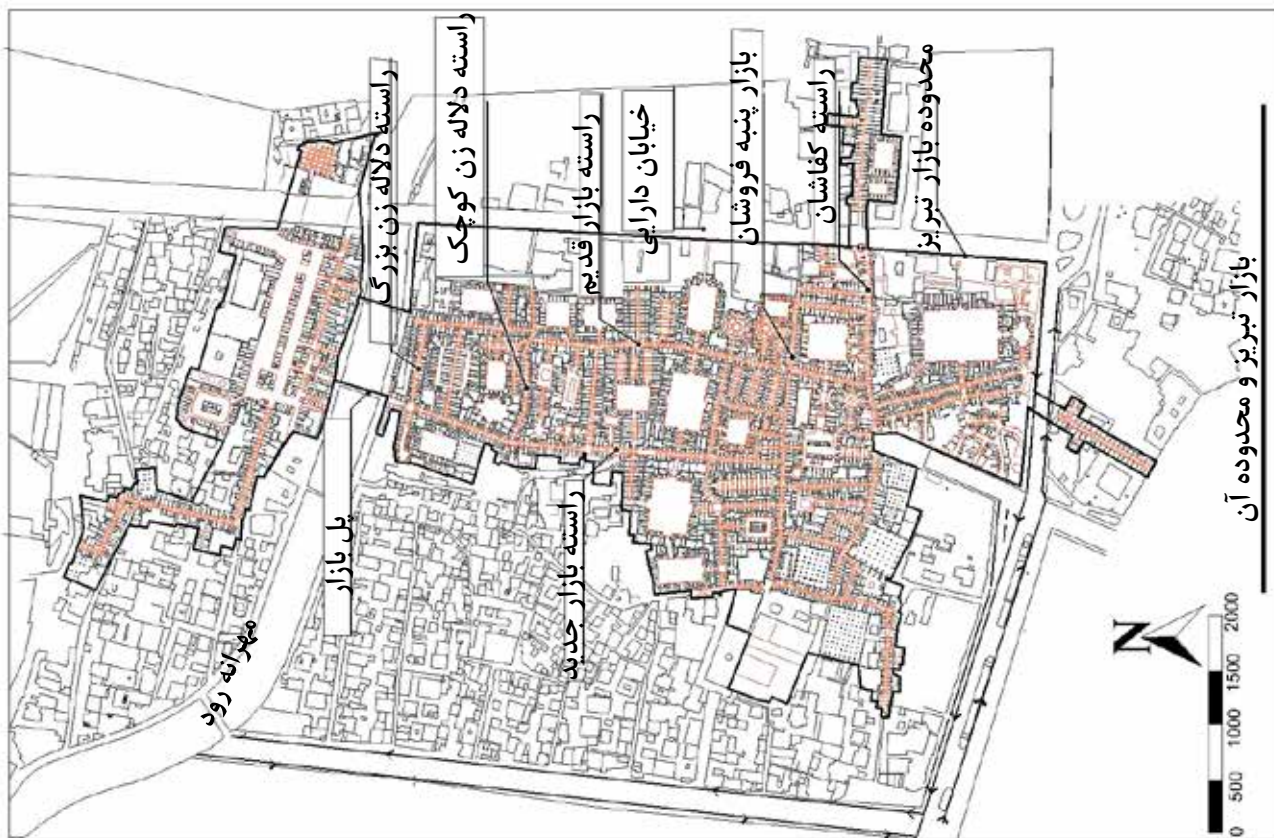 بازار تبریز و محدوده آن
محدوده بازار تبریز
راسته کفاشان
بازار پنبه فروشان
خیابان دارایی
راسته بازار قدیم
راسته دلاله زن کوچک
راسته دلاله زن بزرگ
پل بازار
راسته بازار جدید
مهرانه رود
N
0 500 1000 1500 2000